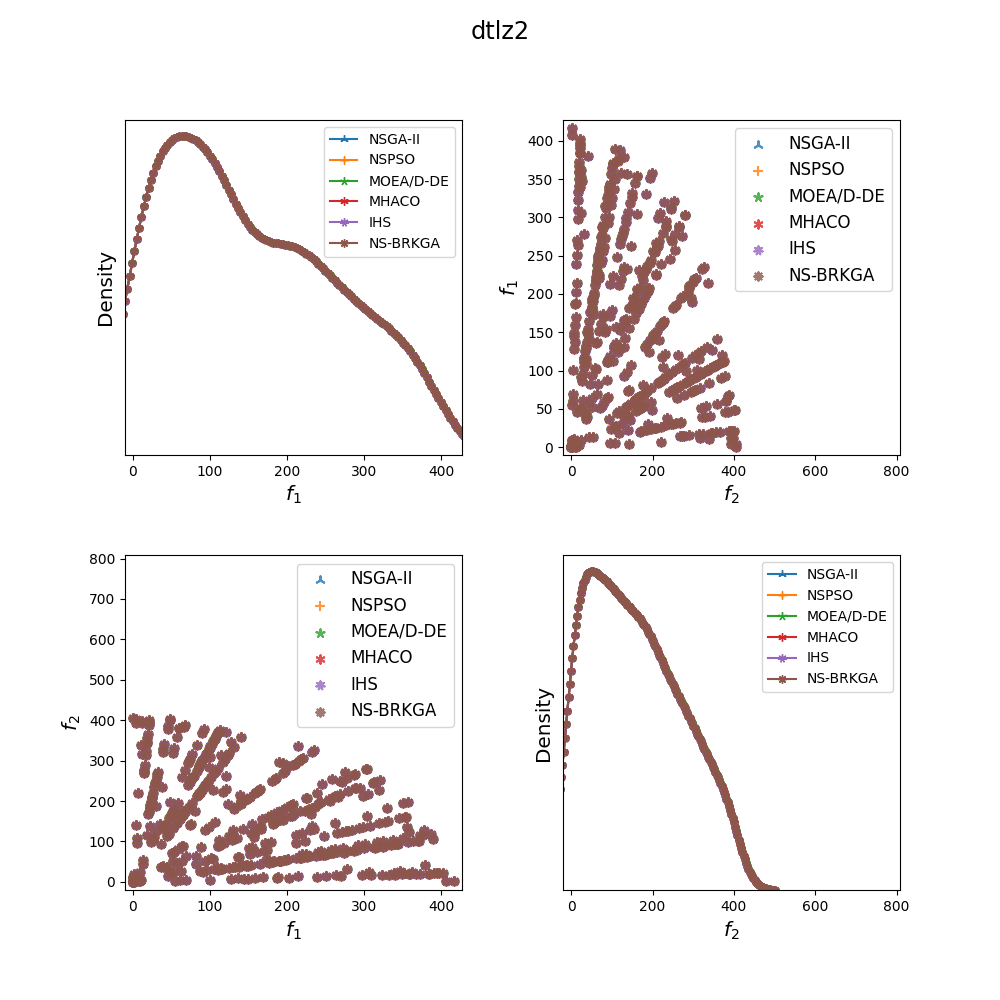 dtlz2
Density
NSGA-II
NSPSO
MOEA/D-DE
MHACO
IHS
NS-BRKGA
0 100 200 300 400
f1
f1
400
350
300
250
200
150
100
50
0
NSGA-II
NSPSO
MOEA/D-DE
MHACO
IHS
NS-BRKGA
0 200 400 600 800
f2
f2
800
700
600
500
400
300
200
100
0
NSGA-II
NSPSO
MOEA/D-DE
MHACO
IHS
NS-BRKGA
0 100 200 300 400
f1
Density
NSGA-II
NSPSO
MOEA/D-DE
MHACO
IHS
NS-BRKGA
0 200 400 600 800
f2